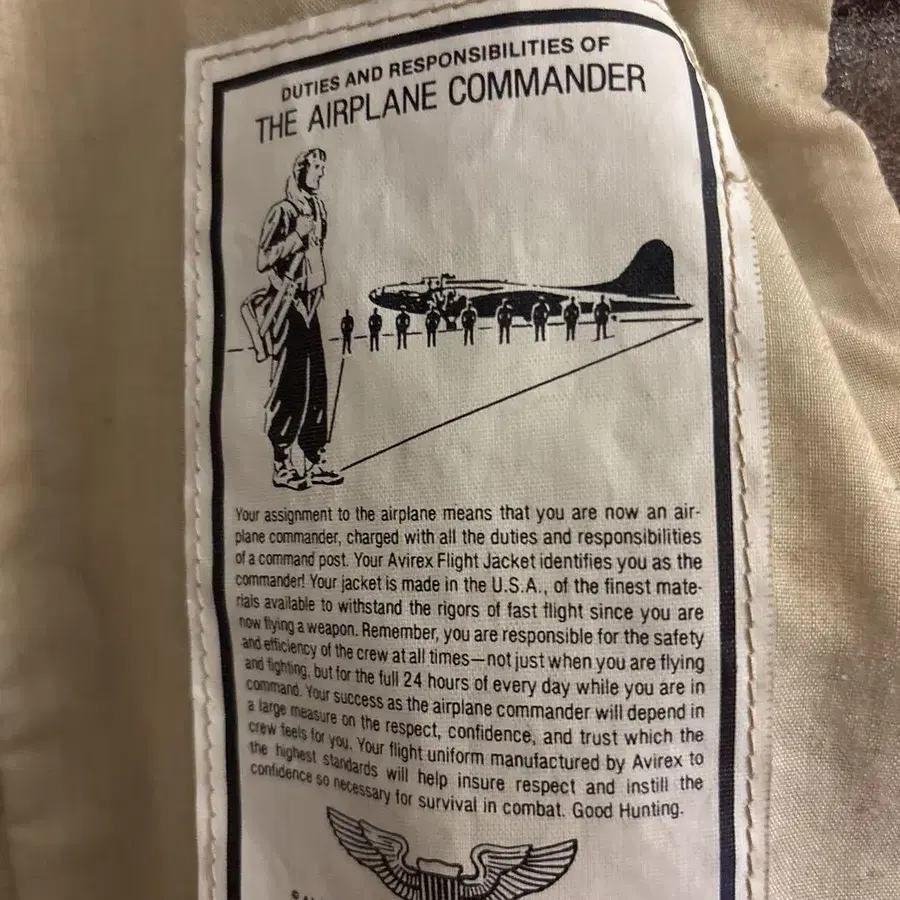 DUTIES AND RESPONSIBILITIES OF
THE AIRPLANE COMMANDER
Your assignment to the airplane means that you are now an air-
plane commander, charged with all the duties and responsibilities
of a command post. Your Avirex Flight Jacket identifies you as the
commander! Your jacket is made in the U.S.A., of the finest mate-
rials available to withstand the rigors of fast flight since you are
now flying a weapon. Remember, you are responsible for the safety
and efficiency of the crew at all times—not just when you are flying
and fighting, but for the full 24 hours of every day while you are in
command. Your success as the airplane commander will depend in
a large measure on the respect, confidence, and trust which the
crew feels for you. Your flight uniform manufactured by Avirex to
the highest standards will help insure respect and instill the
confidence so necessary for survival in combat. Good Hunting.
©